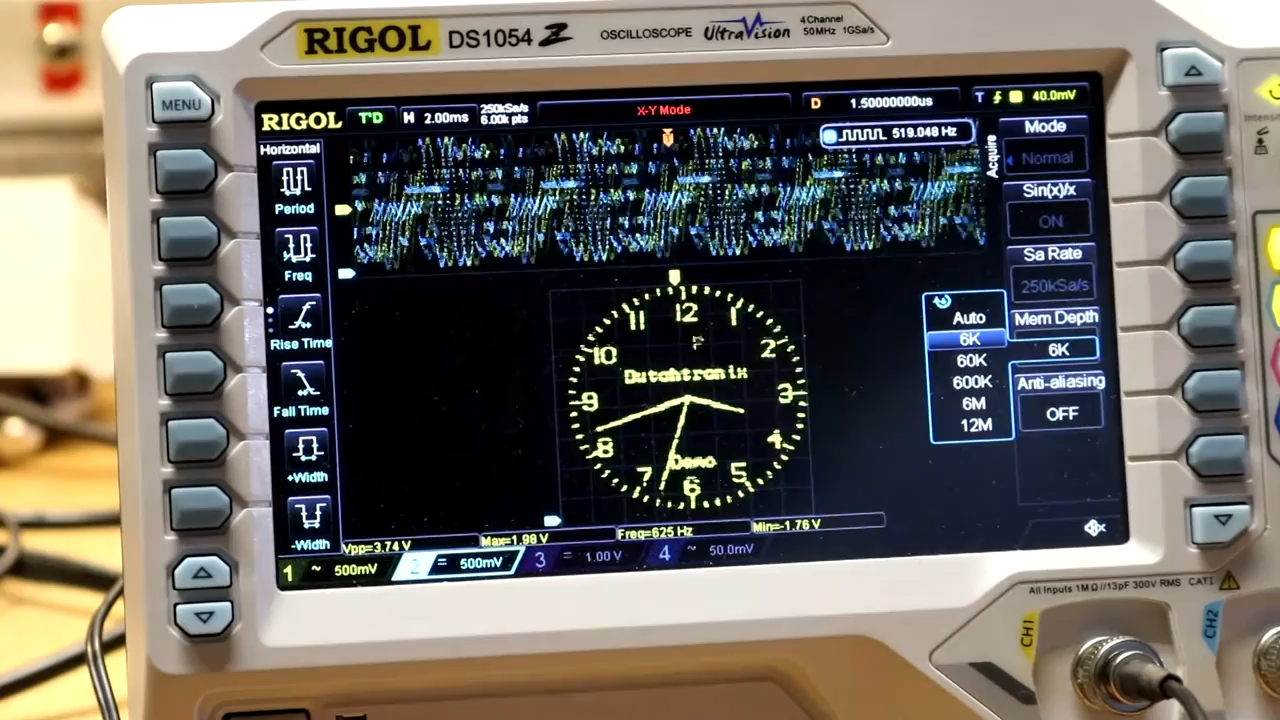 RIGOL DS1054Z OSCILLOSCOPE UltraVision 4 Channel 50MHz 1GSa/s
MENU
RIGOL T'D H 2.00ms 250kSa/s 6.00k pts X-Y Mode D 1.50000000us T 40.0mV
519.048 Hz
Horizontal
Period
Freq
Rise Time
Fall Time
+Width
-Width
Acquire
Mode
Normal
Sin(x)/x
ON
Sa Rate
250kSa/s
Mem Depth
6K
Anti-aliasing
OFF
Auto
6K
60K
600K
6M
12M
12
1
2
3
4
5
6
7
8
9
10
11
Dutchtronix
Demo
Vpp=3.74 V Max=1.98 V Freq=625 Hz Min=-1.76 V
1 ~ 500mV 2 = 500mV 3 = 1.00 V 4 ~ 50.0mV
All Inputs 1MΩ//13pF 300V RMS CAT I
CH1
CH2